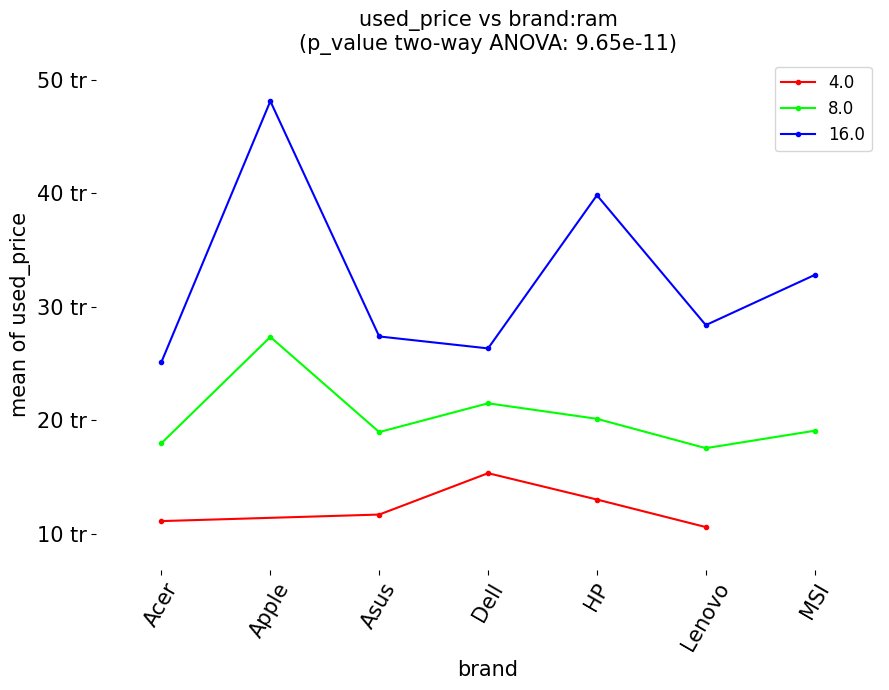 used_price vs brand:ram
(p_value two-way ANOVA: 9.65e-11)
4.0
8.0
16.0
50 tr
40 tr
30 tr
20 tr
10 tr
mean of used_price
Acer
Apple
Asus
Dell
HP
Lenovo
MSI
brand